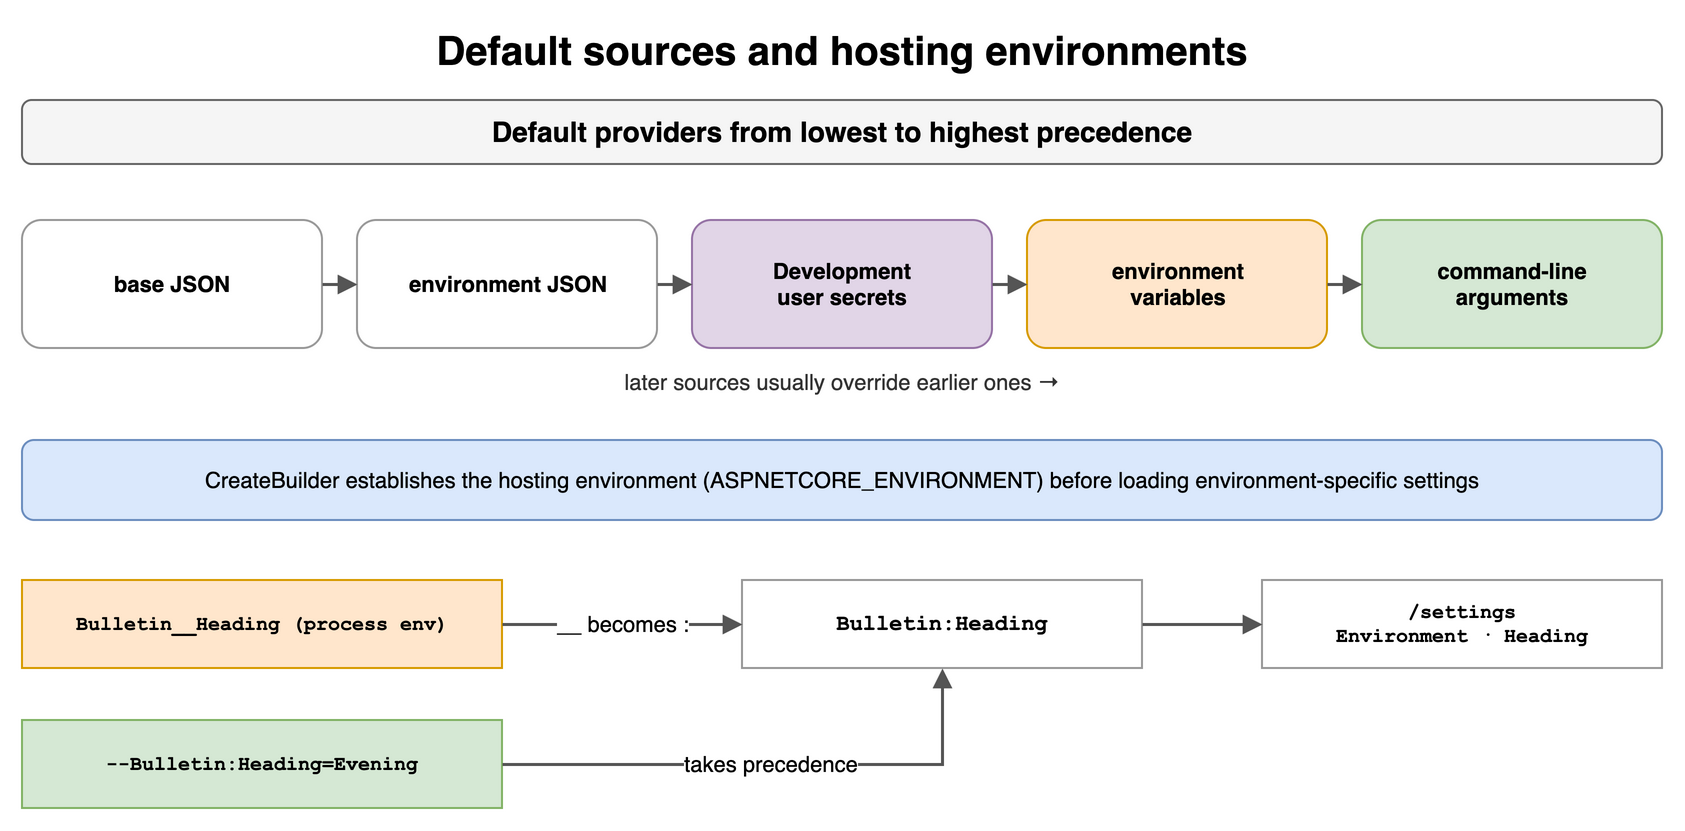 Default sources and hosting environments
Default providers from lowest to highest precedence
base JSON
environment JSON
Development
user secrets
environment
variables
command-line
arguments
later sources usually override earlier ones →
CreateBuilder establishes the hosting environment (ASPNETCORE_ENVIRONMENT) before loading environment-specific settings
Bulletin__Heading (process env)
__ becomes :
Bulletin:Heading
/settings
Environment · Heading
--Bulletin:Heading=Evening
takes precedence